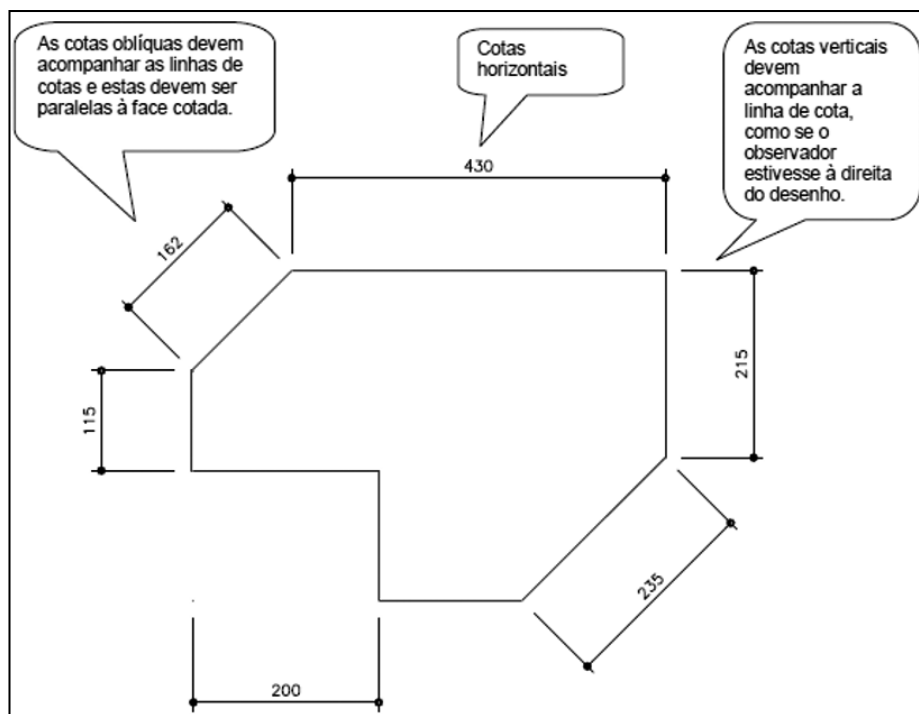 As cotas oblíquas devem
acompanhar as linhas de
cotas e estas devem ser
paralelas à face cotada.
Cotas
horizontais
As cotas verticais
devem
acompanhar a
linha de cota,
como se o
observador
estivesse à direita
do desenho.
430
162
115
215
235
200